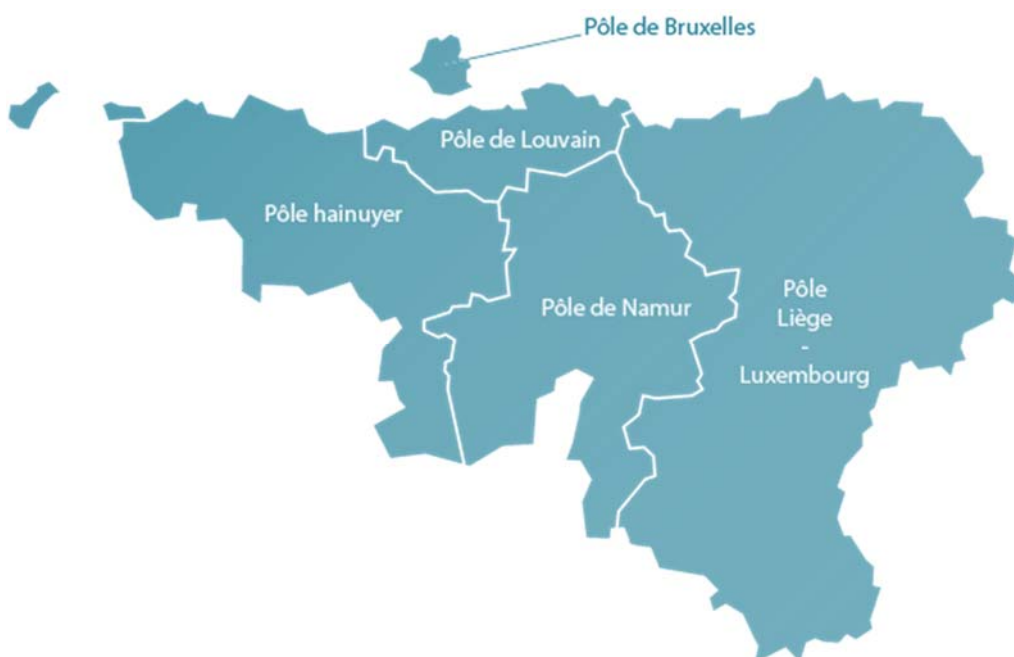 Pôle de Bruxelles
Pôle de Louvain
Pôle hainuyer
Pôle de Namur
Pôle
Liège
-
Luxembourg